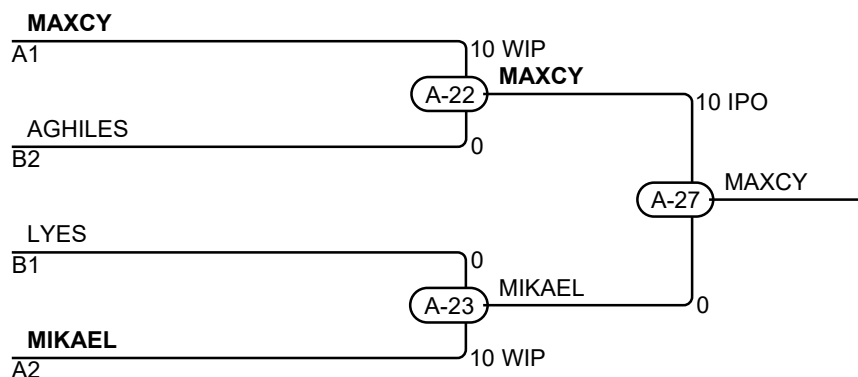 MAXCY
A1
10 WIP
A-22
MAXCY
AGHILES
B2
0
10 IPO
A-27
MAXCY
LYES
B1
0
A-23
MIKAEL
0
MIKAEL
A2
10 WIP